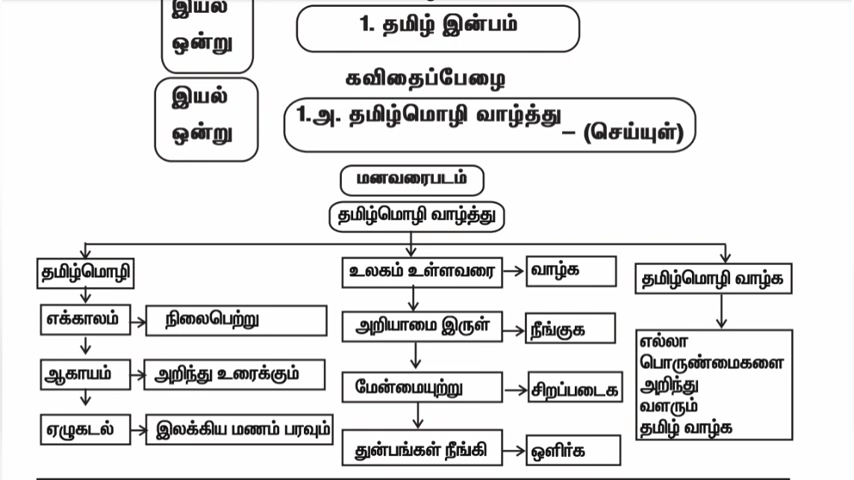 இயல்
ஒன்று
1. தமிழ் இன்பம்
கவிதைப்பேழை
இயல்
ஒன்று
1.அ. தமிழ்மொழி வாழ்த்து – (செய்யுள்)
மனவரைபடம்
தமிழ்மொழி வாழ்த்து
தமிழ்மொழி
எக்காலம்
நிலைபெற்று
ஆகாயம்
அறிந்து உரைக்கும்
ஏழுகடல்
இலக்கிய மணம் பரவும்
உலகம் உள்ளவரை
வாழ்க
அறியாமை இருள்
நீங்குக
மேன்மையுற்று
சிறப்படைக
துன்பங்கள் நீங்கி
ஒளிர்க
தமிழ்மொழி வாழ்க
எல்லா
பொருண்மைகளை
அறிந்து
வளரும்
தமிழ் வாழ்க